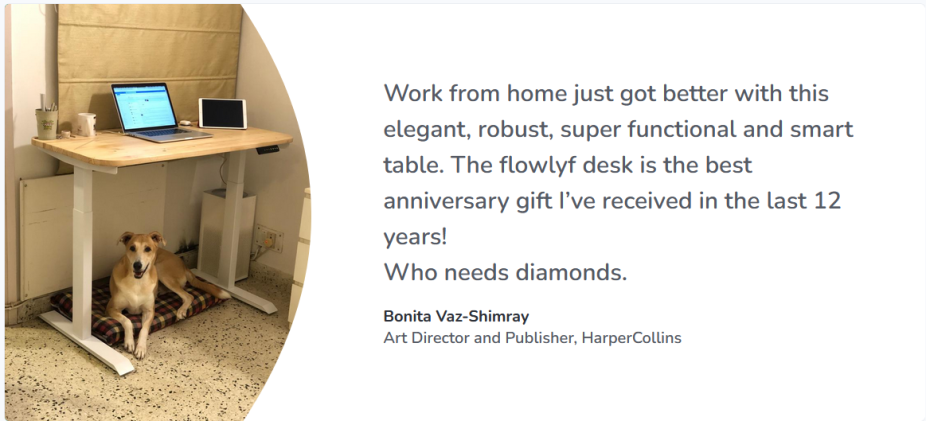 Work from home just got better with this
elegant, robust, super functional and smart
table. The flowlyf desk is the best
anniversary gift I’ve received in the last 12
years!
Who needs diamonds.
Bonita Vaz-Shimray
Art Director and Publisher, HarperCollins